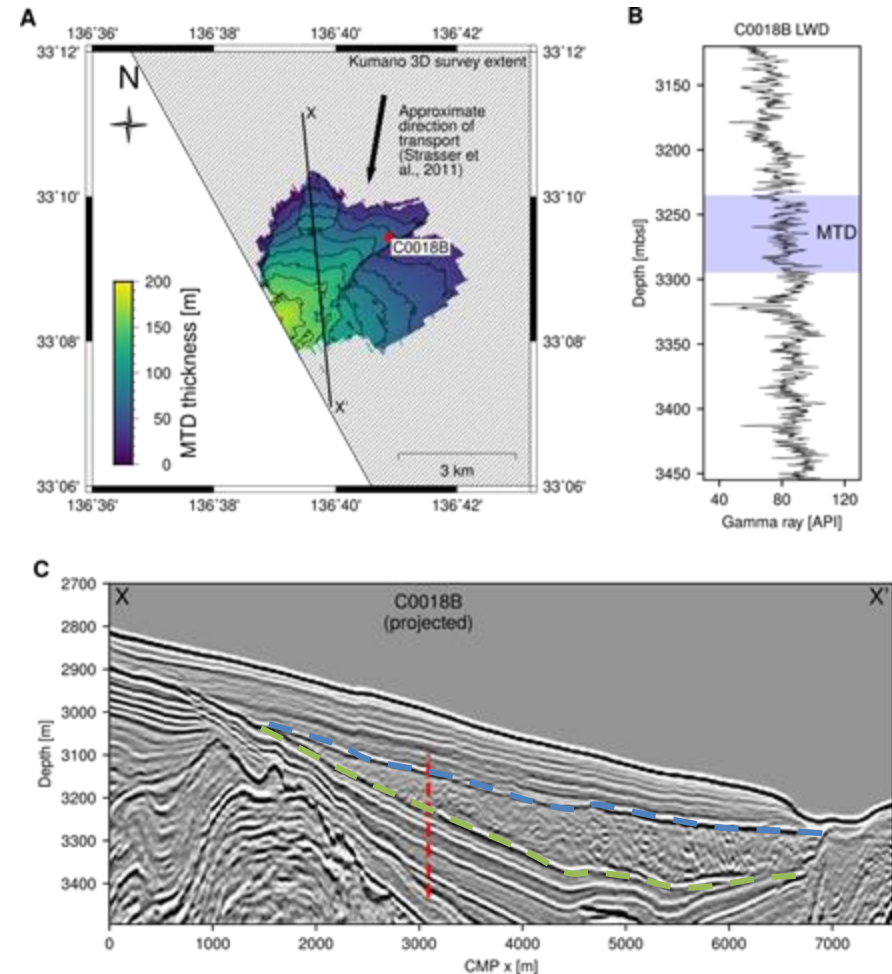 A
136˚36' 136˚38' 136˚40' 136˚42'
33˚12' 33˚12'
Kumano 3D survey extent
N
X
Approximate
direction of
transport
(Strasser et
al., 2011)
33˚10' 33˚10'
C0018B
200
150
100
50
0
MTD thickness [m]
33˚08' 33˚08'
X'
3 km
33˚06' 33˚06'
136˚36' 136˚38' 136˚40' 136˚42'
B
C0018B LWD
3150
3200
3250
MTD
3300
3350
3400
3450
Depth [mbsl]
40 80 120
Gamma ray [API]
C
2700
X
C0018B
(projected)
X'
2800
2900
3000
3100
3200
3300
3400
Depth [m]
0 1000 2000 3000 4000 5000 6000 7000
CMP x [m]